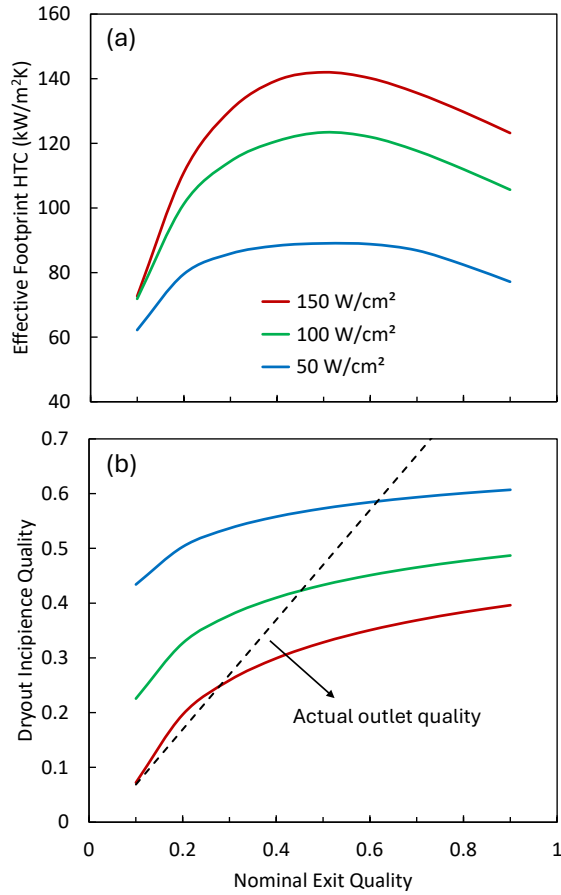 (a)
Effective Footprint HTC (kW/m²K)
160
140
120
100
80
60
40
150 W/cm²
100 W/cm²
50 W/cm²
(b)
Dryout Incipience Quality
0.7
0.6
0.5
0.4
0.3
0.2
0.1
0
Actual outlet quality
0 0.2 0.4 0.6 0.8 1
Nominal Exit Quality